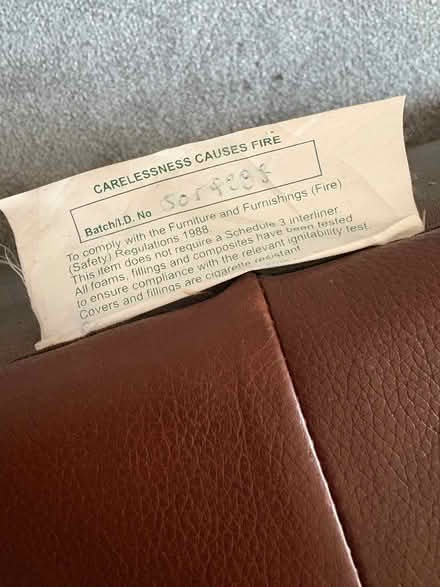 CARELESSNESS CAUSES FIRE
Batch/I.D. No
To comply with the Furniture and Furnishings (Fire)
(Safety) Regulations 1988.
This item does not require a Schedule 3 interliner.
All foams, fillings and composites have been tested
to ensure compliance with the relevant ignitability test.
Covers and fillings are cigarette resistant